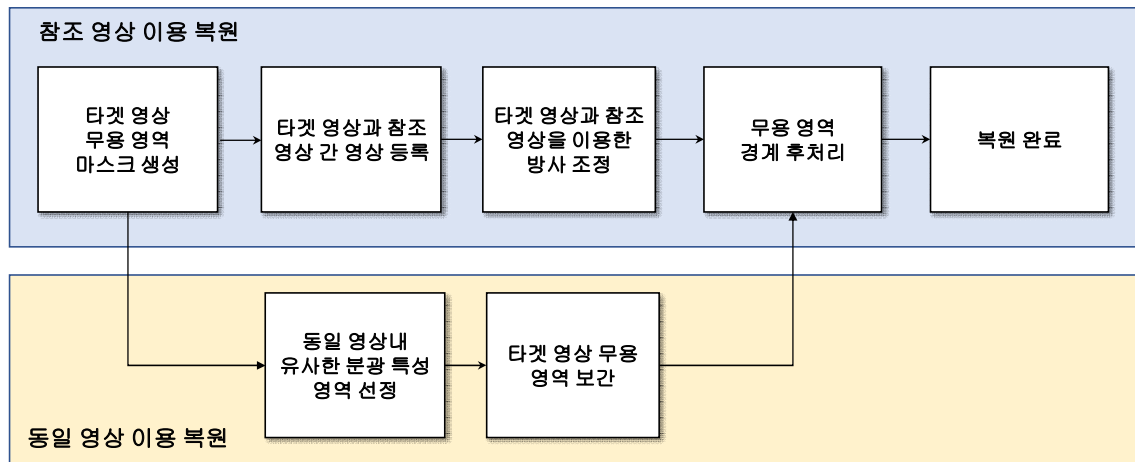 참조 영상 이용 복원
타겟 영상
무용 영역
마스크 생성
타겟 영상과 참조
영상 간 영상 등록
타겟 영상과 참조
영상을 이용한
방사 조정
무용 영역
경계 후처리
복원 완료
동일 영상내
유사한 분광 특성
영역 선정
타겟 영상 무용
영역 보간
동일 영상 이용 복원